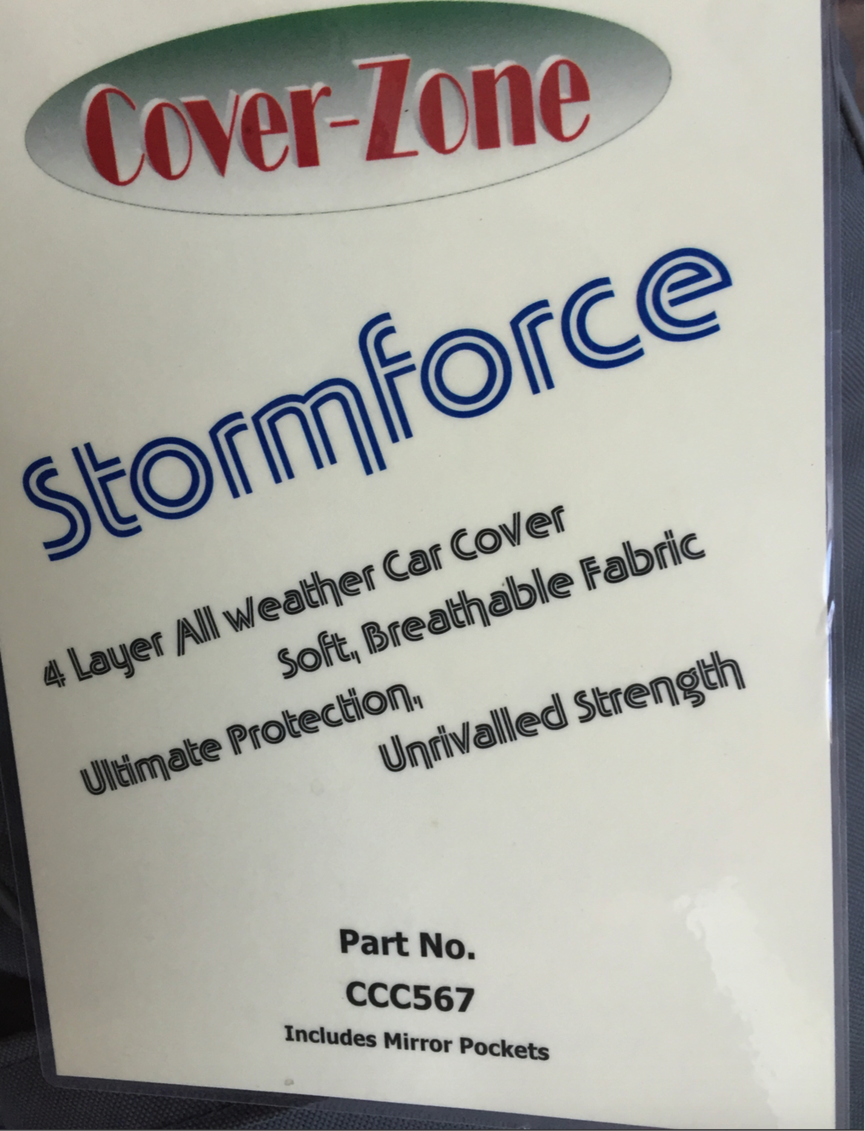 Cover-Zone
Stormforce
4 Layer All Weather Car Cover
Soft, Breathable Fabric
Ultimate Protection,
Unrivalled Strength
Part No.
CCC567
Includes Mirror Pockets